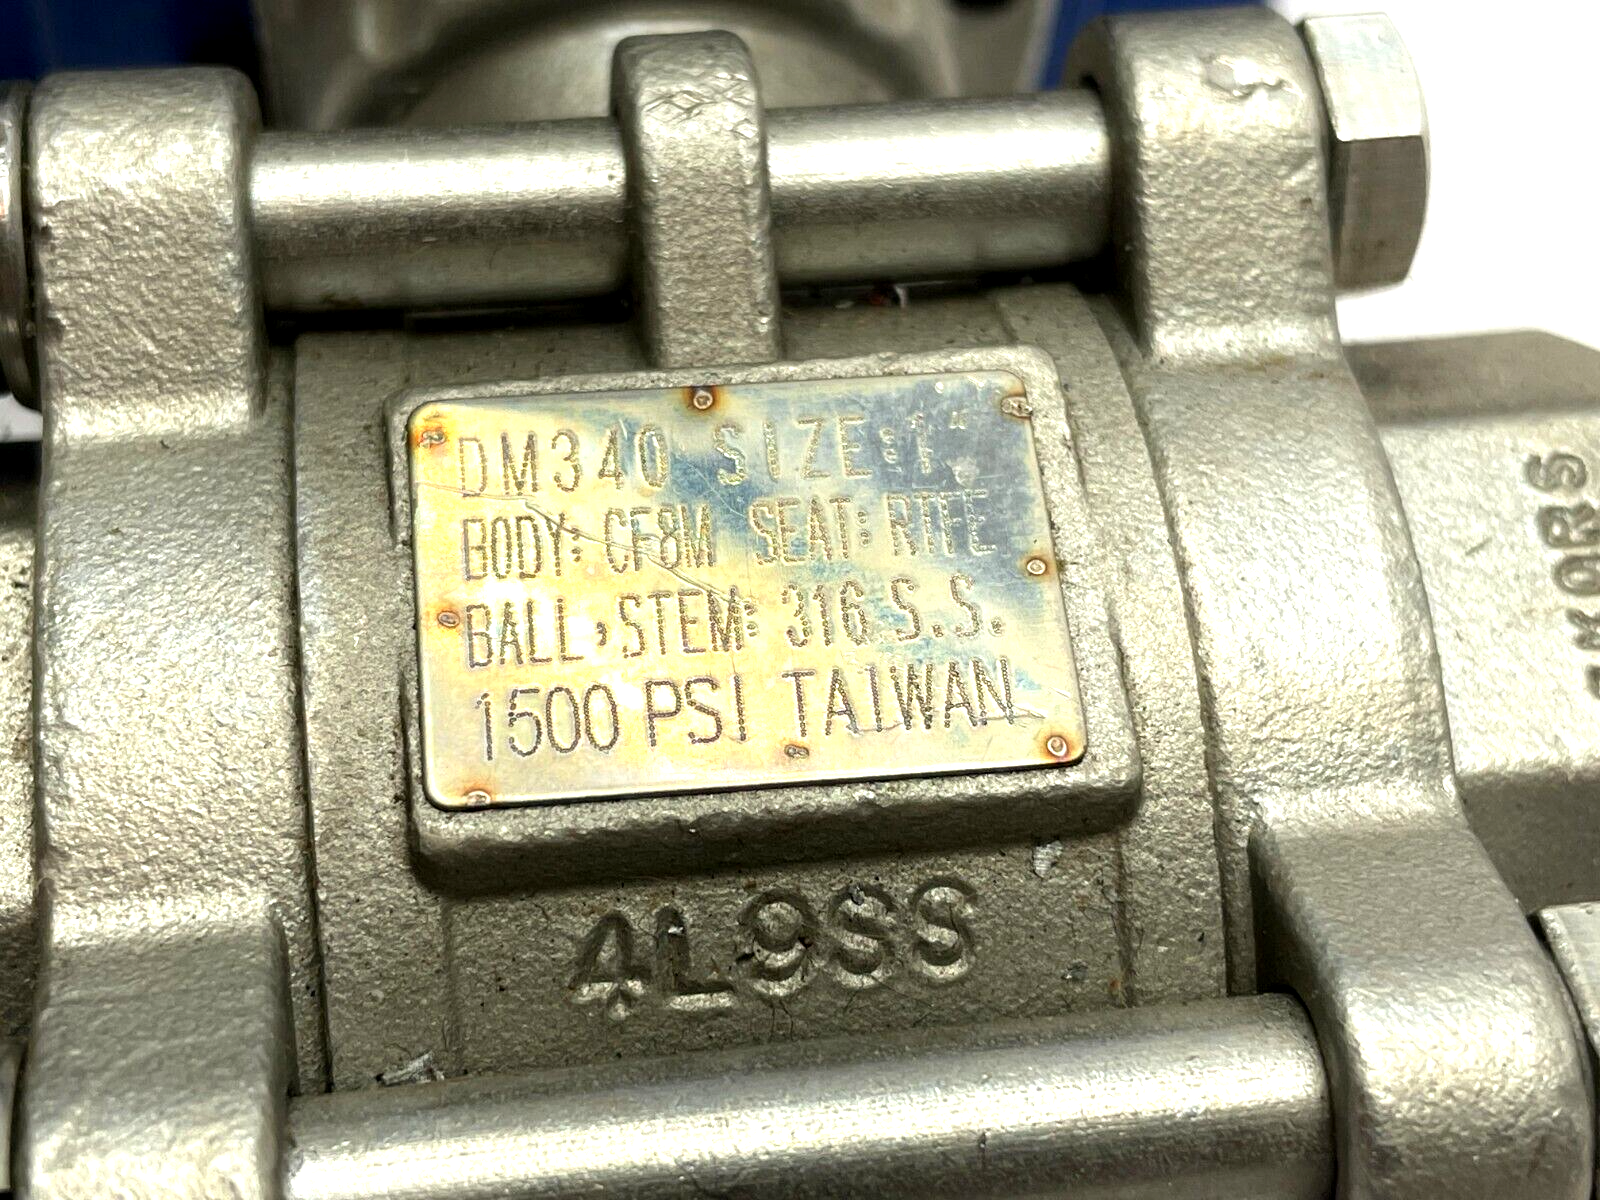 DM340 SIZE:1"
BODY: CF8M SEAT: RTFE
BALL,STEM: 316 S.S.
1500 PSI TAIWAN
4L9SS